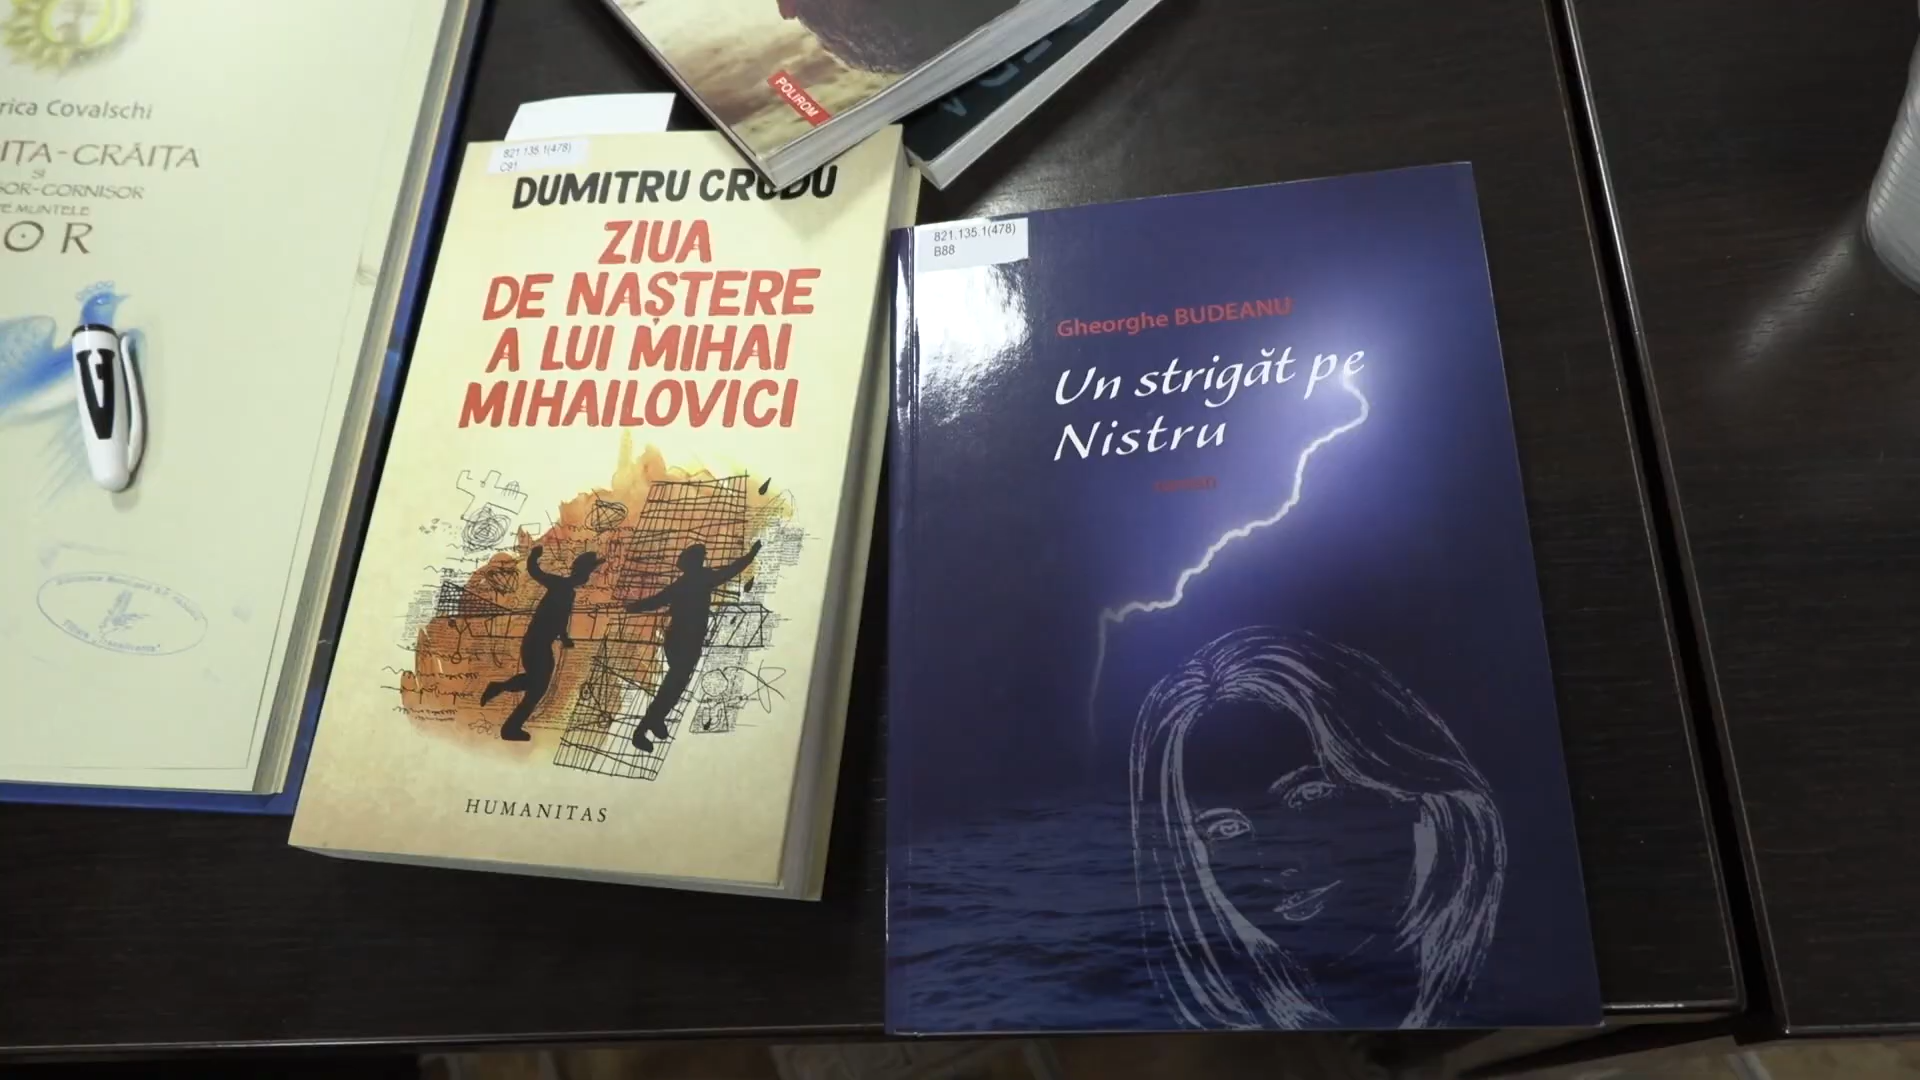 rica Covalschi
IȚA-CRĂIȚA
ȘI
SOR-CORNIȘOR
PE MUNTELE
OR
POLIROM
821.135.1(478)
C91
DUMITRU CRUDU
ZIUA
DE NAȘTERE
A LUI MIHAI
MIHAILOVICI
HUMANITAS
821.135.1(478)
B88
Gheorghe BUDEANU
Un strigăt pe
Nistru